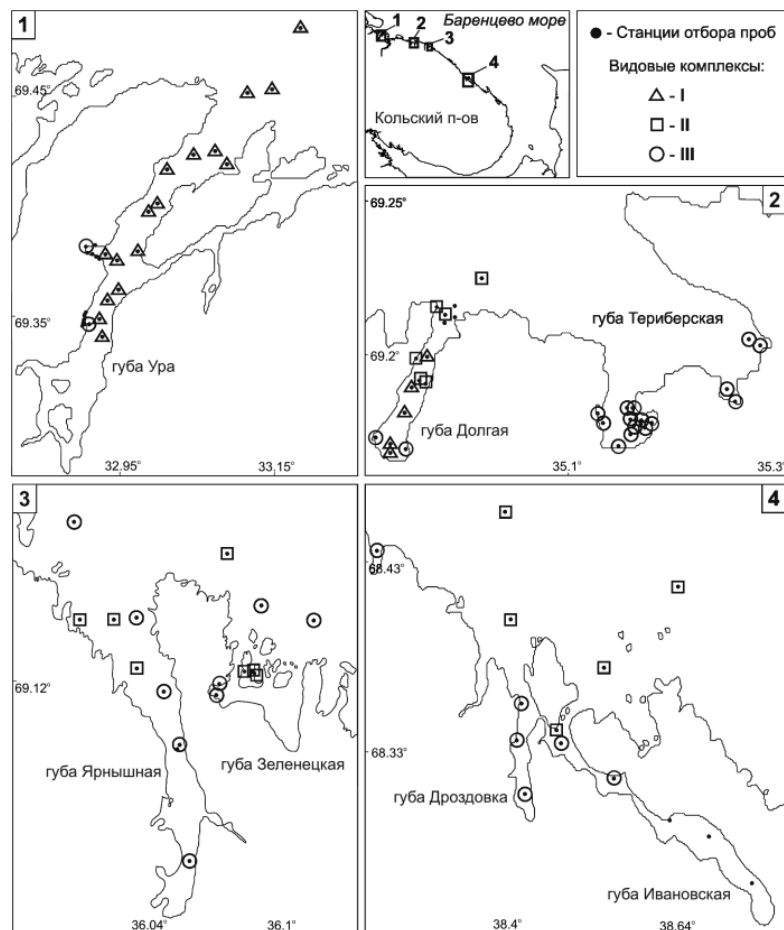 1
69.45°
69.35°
губа Ура
32.95°
33.15°
Баренцево море
1
2
3
4
Кольский п-ов
- Станции отбора проб
Видовые комплексы:
- I
- II
- III
2
69.25°
губа Териберская
69.2°
губа Долгая
35.1°
35.3°
3
69.12°
губа Ярнышная
губа Зеленецкая
36.04°
36.1°
4
68.43°
68.33°
губа Дроздовка
губа Ивановская
38.4°
38.64°